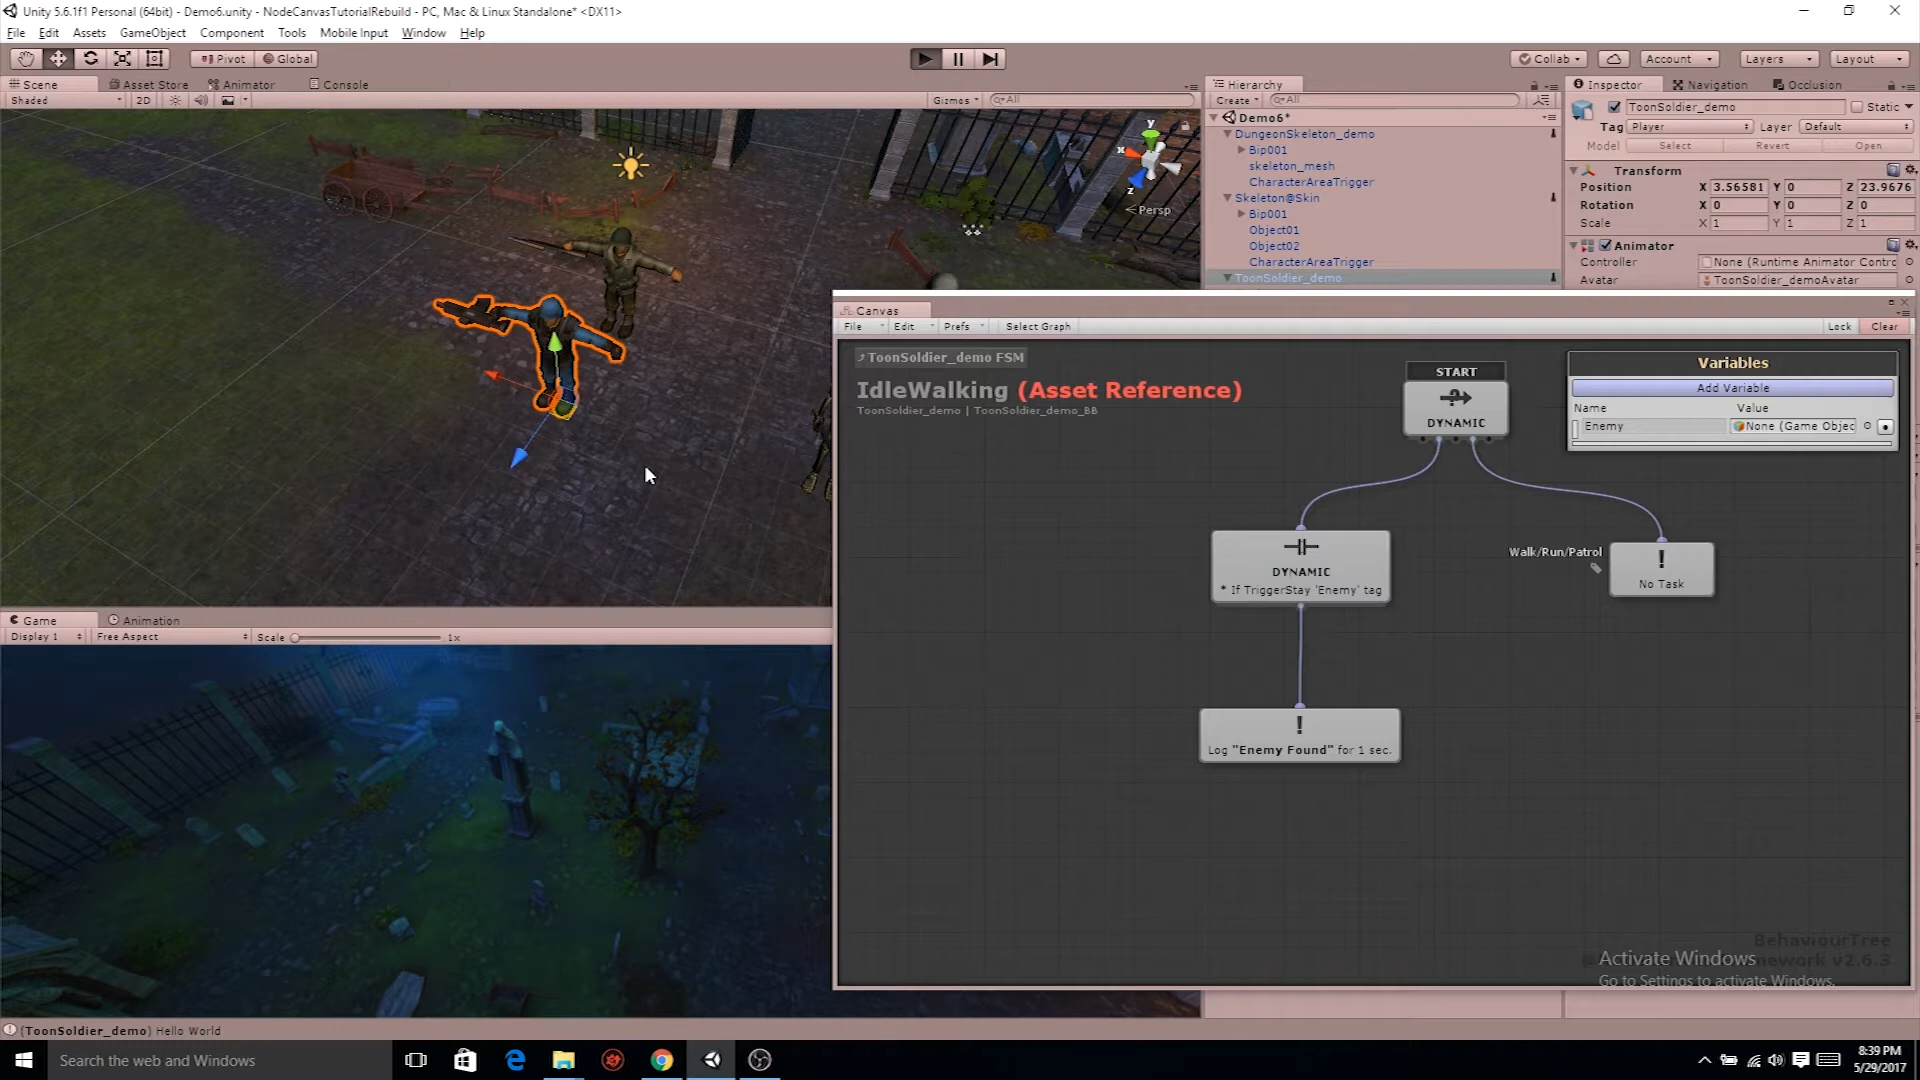 Unity 5.6.1f1 Personal (64bit) - Demo6.unity - NodeCanvasTutorialRebuild - PC, Mac & Linux Standalone* <DX11>
File Edit Assets GameObject Component Tools Mobile Input Window Help
Pivot Global Collab Account Layers Layout
Scene Asset Store Animator Console
Shaded 2D Gizmos All
y
x
z
Persp
Hierarchy
Create All
Demo6*
DungeonSkeleton_demo
Bip001
skeleton_mesh
CharacterAreaTrigger
Skeleton@Skin
Bip001
Object01
Object02
CharacterAreaTrigger
ToonSoldier_demo
Inspector Navigation Occlusion
ToonSoldier_demo Static
Tag Player Layer Default
Model Select Revert Open
Transform
Position X 3.56581 Y 0 Z 23.9676
Rotation X 0 Y 0 Z 0
Scale X 1 Y 1 Z 1
Animator
Controller None (Runtime Animator Contro
Avatar ToonSoldier_demoAvatar
Canvas
File Edit Prefs Select Graph Lock Clear
ToonSoldier_demo FSM
IdleWalking (Asset Reference)
ToonSoldier_demo | ToonSoldier_demo_BB
START
DYNAMIC
Variables
Add Variable
Name Value
Enemy None (Game Objec
DYNAMIC
* If TriggerStay 'Enemy' tag
Walk/Run/Patrol
!
No Task
!
Log "Enemy Found" for 1 sec.
BehaviourTree
Activate Windows
Go to Settings to activate Windows.
Game Animation
Display 1 Free Aspect Scale 1x
(ToonSoldier_demo) Hello World
Search the web and Windows
8:39 PM
5/29/2017